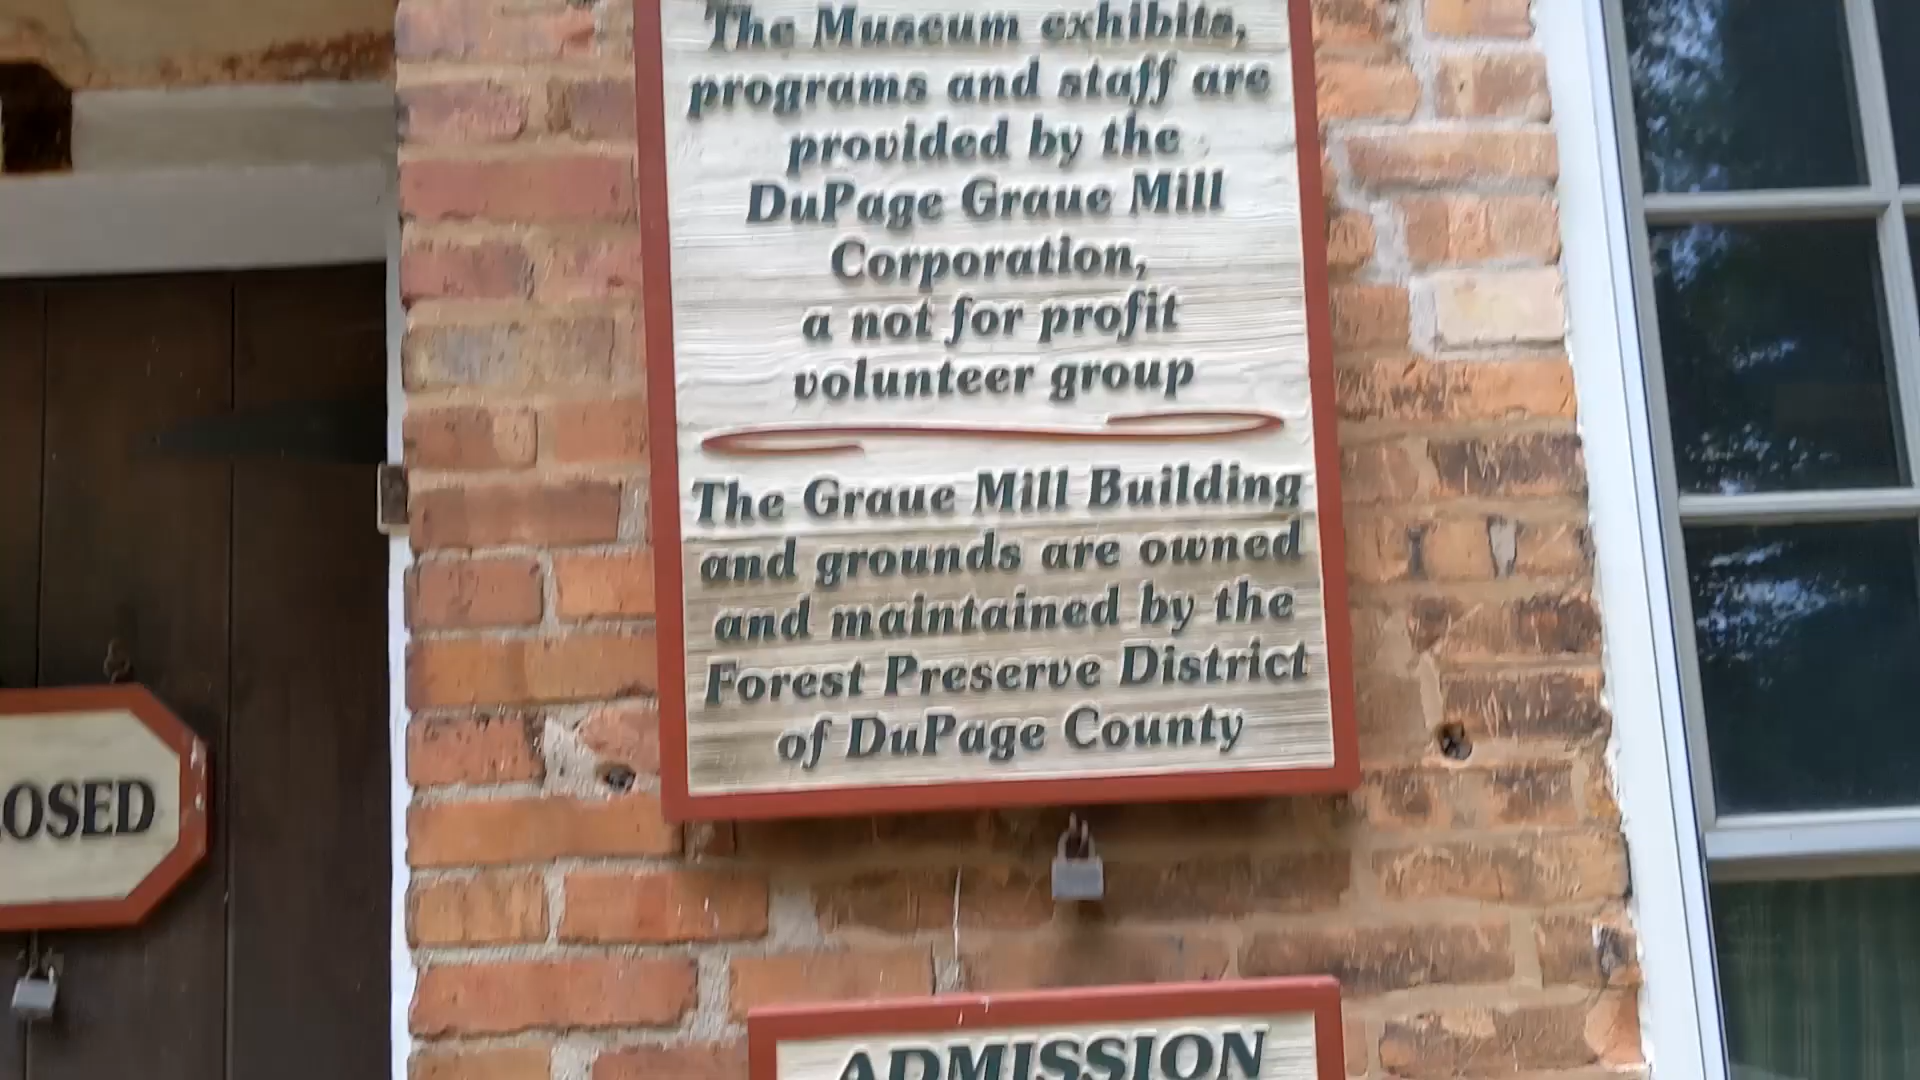 The Museum exhibits,
programs and staff are
provided by the
DuPage Graue Mill
Corporation,
a not for profit
volunteer group
The Graue Mill Building
and grounds are owned
and maintained by the
Forest Preserve District
of DuPage County
OSED
ADMISSION